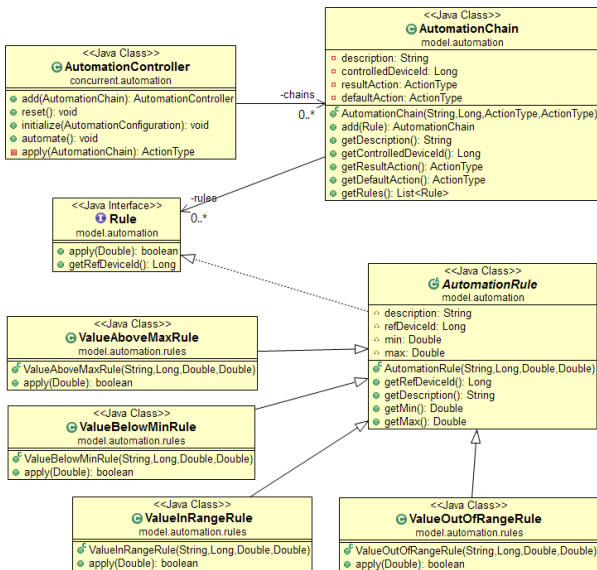 <<Java Class>>
AutomationController
concurrent.automation
add(AutomationChain): AutomationController
reset(): void
initialize(AutomationConfiguration): void
automate(): void
apply(AutomationChain): ActionType
-chains
0..*
<<Java Class>>
AutomationChain
model.automation
description: String
controlledDeviceId: Long
resultAction: ActionType
defaultAction: ActionType
AutomationChain(String,Long,ActionType,ActionType)
add(Rule): AutomationChain
getDescription(): String
getControlledDeviceId(): Long
getResultAction(): ActionType
getDefaultAction(): ActionType
getRules(): List<Rule>
-rules
0..*
<<Java Interface>>
Rule
model.automation
apply(Double): boolean
getRefDeviceId(): Long
<<Java Class>>
AutomationRule
model.automation
description: String
refDeviceId: Long
min: Double
max: Double
AutomationRule(String,Long,Double,Double)
getRefDeviceId(): Long
getDescription(): String
getMin(): Double
getMax(): Double
<<Java Class>>
ValueAboveMaxRule
model.automation.rules
ValueAboveMaxRule(String,Long,Double,Double)
apply(Double): boolean
<<Java Class>>
ValueBelowMinRule
model.automation.rules
ValueBelowMinRule(String,Long,Double,Double)
apply(Double): boolean
<<Java Class>>
ValueInRangeRule
model.automation.rules
ValueInRangeRule(String,Long,Double,Double)
apply(Double): boolean
<<Java Class>>
ValueOutOfRangeRule
model.automation.rules
ValueOutOfRangeRule(String,Long,Double,Double)
apply(Double): boolean